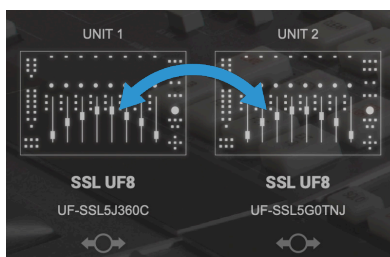 UNIT 1
UNIT 2
SSL UF8
SSL UF8
UF-SSL5J360C
UF-SSL5G0TNJ